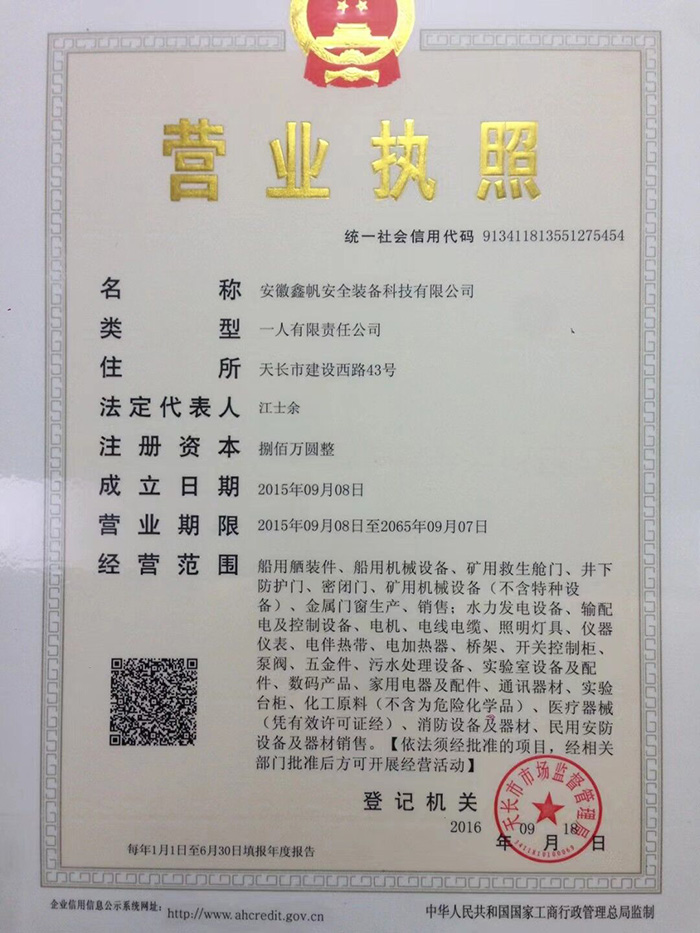 营业执照
统一社会信用代码 913411813551275454
名称 安徽鑫帆安全装备科技有限公司
类型 一人有限责任公司
住所 天长市建设西路43号
法定代表人 江士余
注册资本 捌佰万圆整
成立日期 2015年09月08日
营业期限 2015年09月08日至2065年09月07日
经营范围 船用舾装件、船用机械设备、矿用救生舱门、井下
防护门、密闭门、矿用机械设备（不含特种设
备）、金属门窗生产、销售；水力发电设备、输配
电及控制设备、电机、电线电缆、照明灯具、仪器
仪表、电伴热带、电加热器、桥架、开关控制柜、
泵阀、五金件、污水处理设备、实验室设备及配
件、数码产品、家用电器及配件、通讯器材、实验
台柜、化工原料（不含为危险化学品）、医疗器械
（凭有效许可证经）、消防设备及器材、民用安防
设备及器材销售。【依法须经批准的项目，经相关
部门批准后方可开展经营活动】
登记机关
天长市市场监督管理局
2016年09月18日
每年1月1日至6月30日填报年度报告
企业信用信息公示系统网址：http://www.ahcredit.gov.cn
中华人民共和国国家工商行政管理总局监制